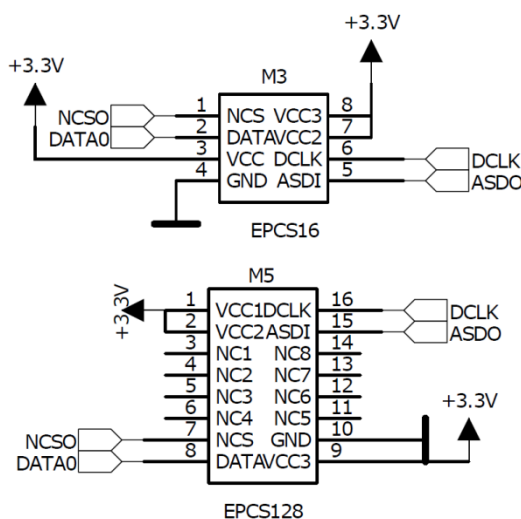 +3.3V
+3.3V
M3
NCSO 1 NCS VCC3 8
DATA0 2 DATAVCC2 7
3 VCC DCLK 6 DCLK
4 GND ASDI 5 ASDO
EPCS16
M5
+3.3V 1 VCC1DCLK 16 DCLK
2 VCC2 ASDI 15 ASDO
3 NC1 NC8 14
4 NC2 NC7 13
5 NC3 NC6 12
6 NC4 NC5 11
NCSO 7 NCS GND 10
+3.3V
DATA0 8 DATAVCC3 9
EPCS128